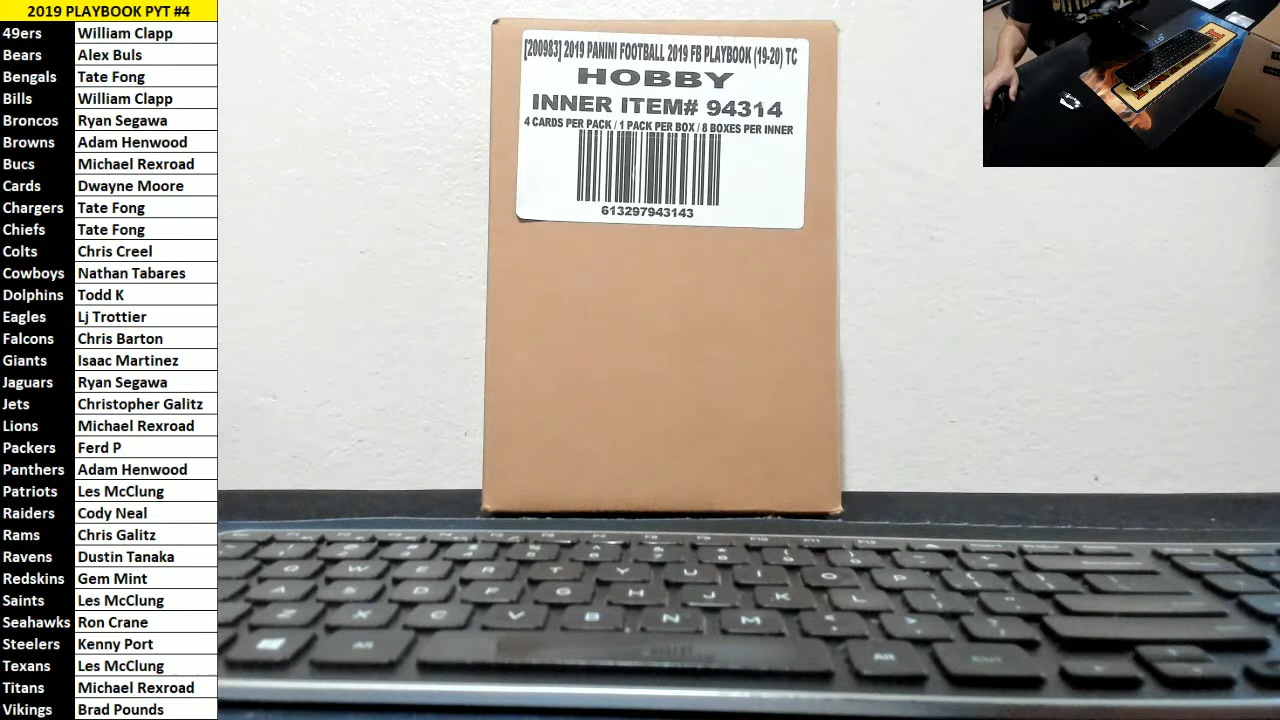 2019 PLAYBOOK PYT #4
49ers William Clapp
Bears Alex Buls
Bengals Tate Fong
Bills William Clapp
Broncos Ryan Segawa
Browns Adam Henwood
Bucs Michael Rexroad
Cards Dwayne Moore
Chargers Tate Fong
Chiefs Tate Fong
Colts Chris Creel
Cowboys Nathan Tabares
Dolphins Todd K
Eagles Lj Trottier
Falcons Chris Barton
Giants Isaac Martinez
Jaguars Ryan Segawa
Jets Christopher Galitz
Lions Michael Rexroad
Packers Ferd P
Panthers Adam Henwood
Patriots Les McClung
Raiders Cody Neal
Rams Chris Galitz
Ravens Dustin Tanaka
Redskins Gem Mint
Saints Les McClung
Seahawks Ron Crane
Steelers Kenny Port
Texans Les McClung
Titans Michael Rexroad
Vikings Brad Pounds
[200983] 2019 PANINI FOOTBALL 2019 FB PLAYBOOK (19-20) TC
HOBBY
INNER ITEM# 94314
4 CARDS PER PACK / 1 PACK PER BOX / 8 BOXES PER INNER
613297943143
Q W E R T Y U I O P
A S D F G H J K L
Z X C V B N M